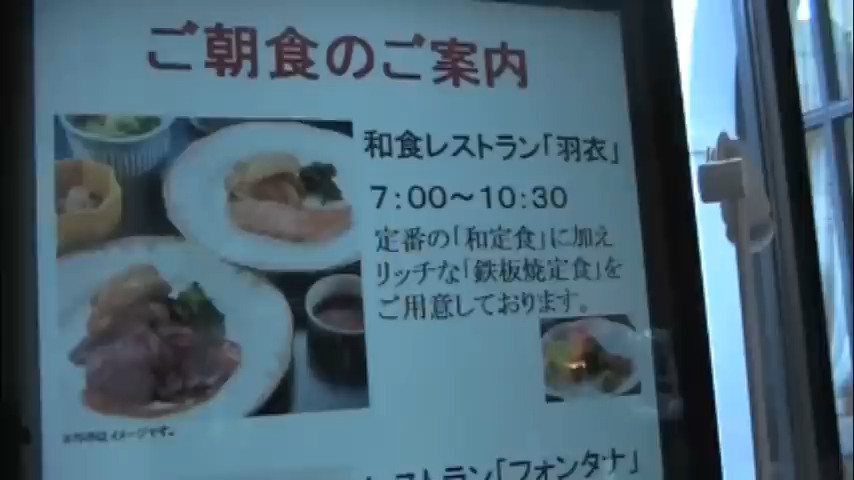 ご朝食のご案内
和食レストラン「羽衣」
7:00～10:30
定番の「和定食」に加え
リッチな「鉄板焼定食」を
ご用意しております。
レストラン「フォンタナ」